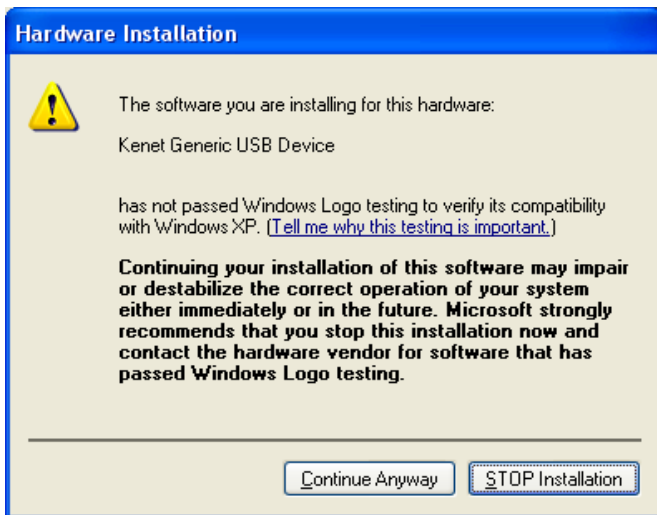 Hardware Installation
The software you are installing for this hardware:
Kenet Generic USB Device
has not passed Windows Logo testing to verify its compatibility
with Windows XP. (Tell me why this testing is important.)
Continuing your installation of this software may impair
or destabilize the correct operation of your system
either immediately or in the future. Microsoft strongly
recommends that you stop this installation now and
contact the hardware vendor for software that has
passed Windows Logo testing.
Continue Anyway
STOP Installation